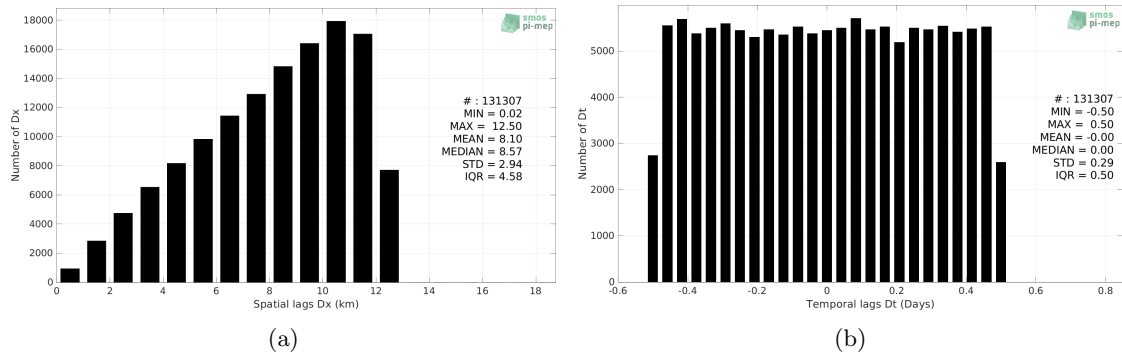 18000
16000
14000
12000
10000
8000
6000
4000
2000
0
Number of Dx
0 2 4 6 8 10 12 14 16 18
Spatial lags Dx (km)
smos
pi-mep
# : 131307
MIN = 0.02
MAX = 12.50
MEAN = 8.10
MEDIAN = 8.57
STD = 2.94
IQR = 4.58
(a)
6000
5000
4000
3000
2000
1000
0
Number of Dt
-0.6 -0.4 -0.2 0 0.2 0.4 0.6 0.8
Temporal lags Dt (Days)
smos
pi-mep
# : 131307
MIN = -0.50
MAX = 0.50
MEAN = -0.00
MEDIAN = 0.00
STD = 0.29
IQR = 0.50
(b)